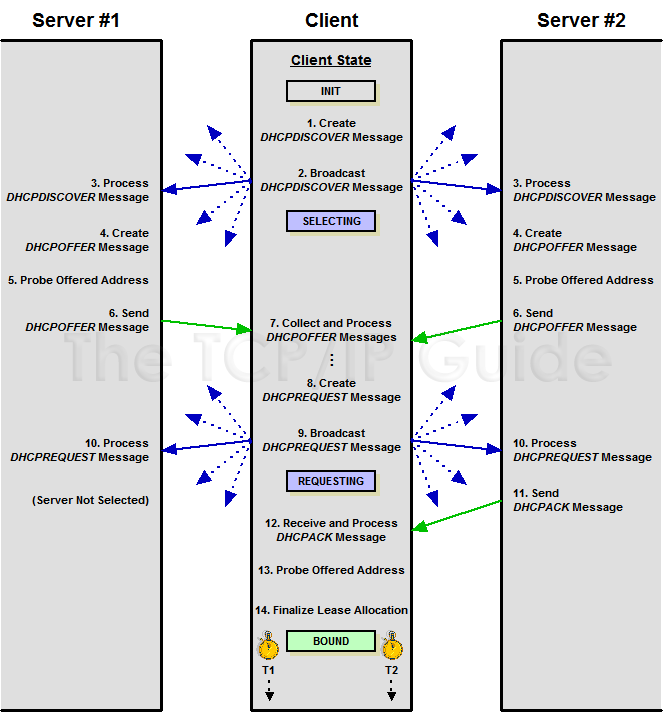 Server #1
Client
Server #2
Client State
INIT
1. Create
DHCPDISCOVER Message
2. Broadcast
DHCPDISCOVER Message
3. Process
DHCPDISCOVER Message
3. Process
DHCPDISCOVER Message
SELECTING
4. Create
DHCPOFFER Message
4. Create
DHCPOFFER Message
5. Probe Offered Address
5. Probe Offered Address
6. Send
DHCPOFFER Message
6. Send
DHCPOFFER Message
7. Collect and Process
DHCPOFFER Messages
The TCP/IP Guide
8. Create
DHCPREQUEST Message
9. Broadcast
DHCPREQUEST Message
10. Process
DHCPREQUEST Message
10. Process
DHCPREQUEST Message
REQUESTING
(Server Not Selected)
11. Send
DHCPACK Message
12. Receive and Process
DHCPACK Message
13. Probe Offered Address
14. Finalize Lease Allocation
BOUND
T1
T2